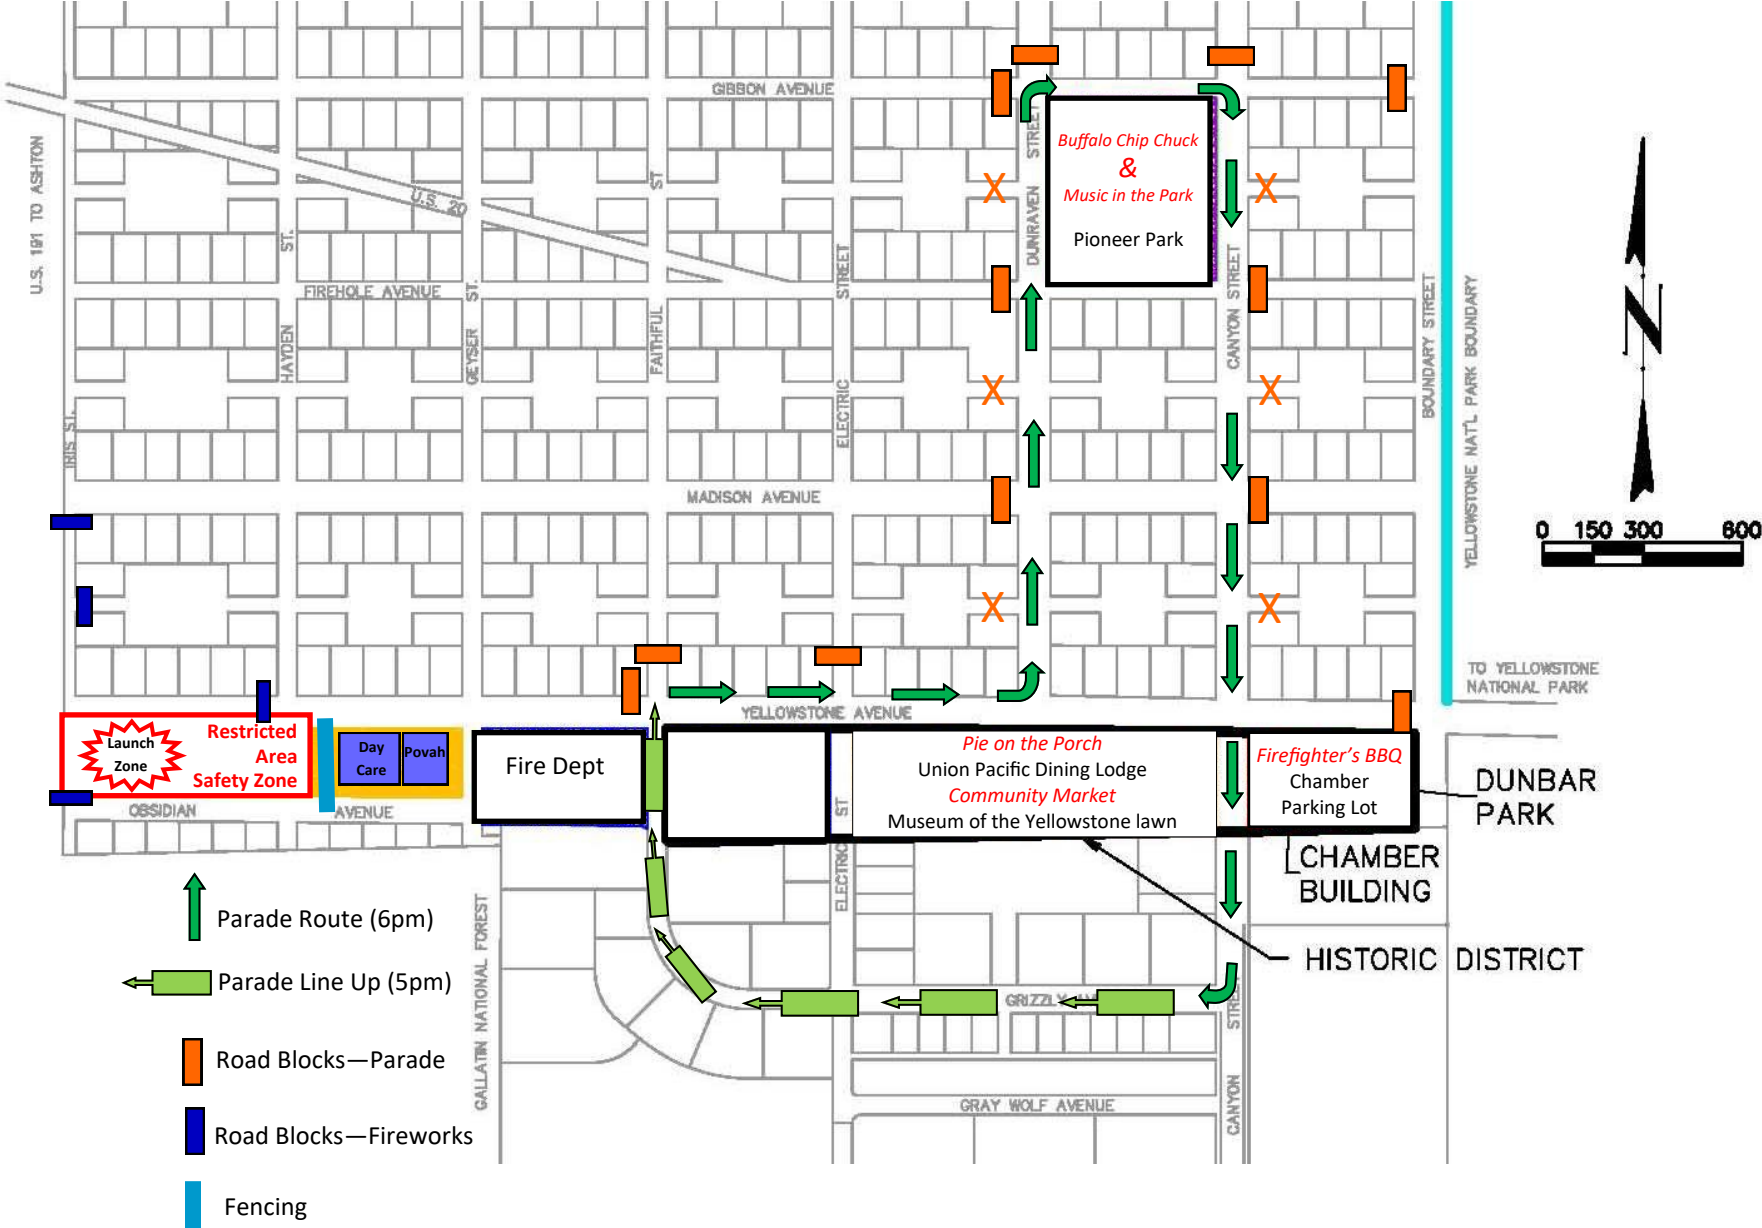 GIBBON AVENUE
U.S. 191 TO ASHTON
U.S. 20
ST
ST.
DUNRAVEN STREET
Buffalo Chip Chuck
&
Music in the Park
Pioneer Park
STREET
FIREHOLE AVENUE
ST.
HAYDEN
GEYSER
FAITHFUL
ELECTRIC
CANYON STREET
BOUNDARY STREET
YELLOWSTONE NAT'L PARK BOUNDARY
N
0 150 300 600
IRIS ST.
MADISON AVENUE
X
X
X
X
X
X
TO YELLOWSTONE
NATIONAL PARK
YELLOWSTONE AVENUE
Launch
Zone
Restricted
Area
Safety Zone
Day
Care
Povah
Fire Dept
Pie on the Porch
Union Pacific Dining Lodge
Community Market
Museum of the Yellowstone lawn
Firefighter's BBQ
Chamber
Parking Lot
DUNBAR
PARK
OBSIDIAN
AVENUE
ELECTRIC ST
CHAMBER
BUILDING
HISTORIC DISTRICT
GALLATIN NATIONAL FOREST
GRIZZLY
CANYON STREET
GRAY WOLF AVENUE
Parade Route (6pm)
Parade Line Up (5pm)
Road Blocks—Parade
Road Blocks—Fireworks
Fencing